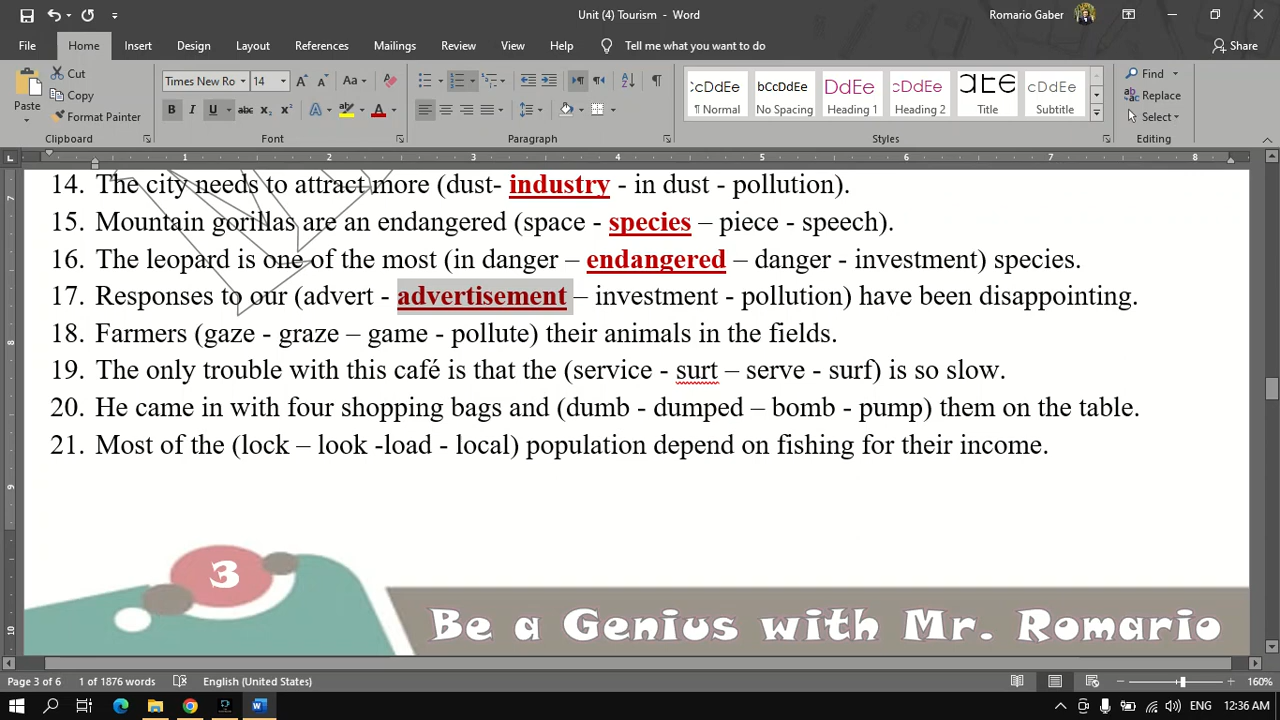 Unit (4) Tourism - Word
Romario Gaber
File Home Insert Design Layout References Mailings Review View Help Tell me what you want to do Share
Paste
Cut
Copy
Format Painter
Clipboard
Times New Ro 14
Font
Paragraph
¶ Normal
No Spacing
Heading 1
Heading 2
Title
Subtitle
Styles
Find
Replace
Select
Editing
14. The city needs to attract more (dust- industry - in dust - pollution).
15. Mountain gorillas are an endangered (space - species – piece - speech).
16. The leopard is one of the most (in danger – endangered – danger - investment) species.
17. Responses to our (advert - advertisement – investment - pollution) have been disappointing.
18. Farmers (gaze - graze – game - pollute) their animals in the fields.
19. The only trouble with this café is that the (service - surt – serve - surf) is so slow.
20. He came in with four shopping bags and (dumb - dumped – bomb - pump) them on the table.
21. Most of the (lock – look -load - local) population depend on fishing for their income.
3
Be a Genius with Mr. Romario
Page 3 of 6 1 of 1876 words English (United States) 160%
ENG 12:36 AM